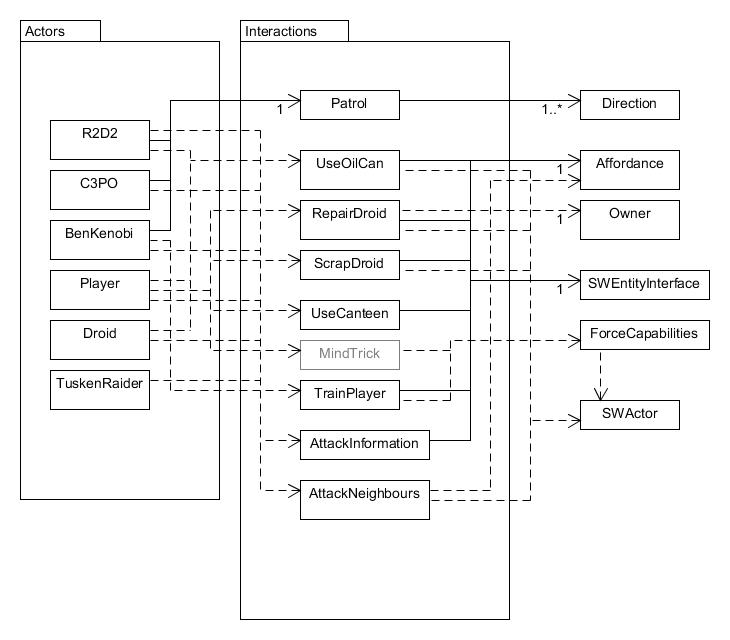 Actors
Interactions
R2D2
C3PO
BenKenobi
Player
Droid
TuskenRaider
Patrol
UseOilCan
RepairDroid
ScrapDroid
UseCanteen
MindTrick
TrainPlayer
AttackInformation
AttackNeighbours
Direction
Affordance
Owner
SWEntityInterface
ForceCapabilities
SWActor
1
1..*
1
1
1